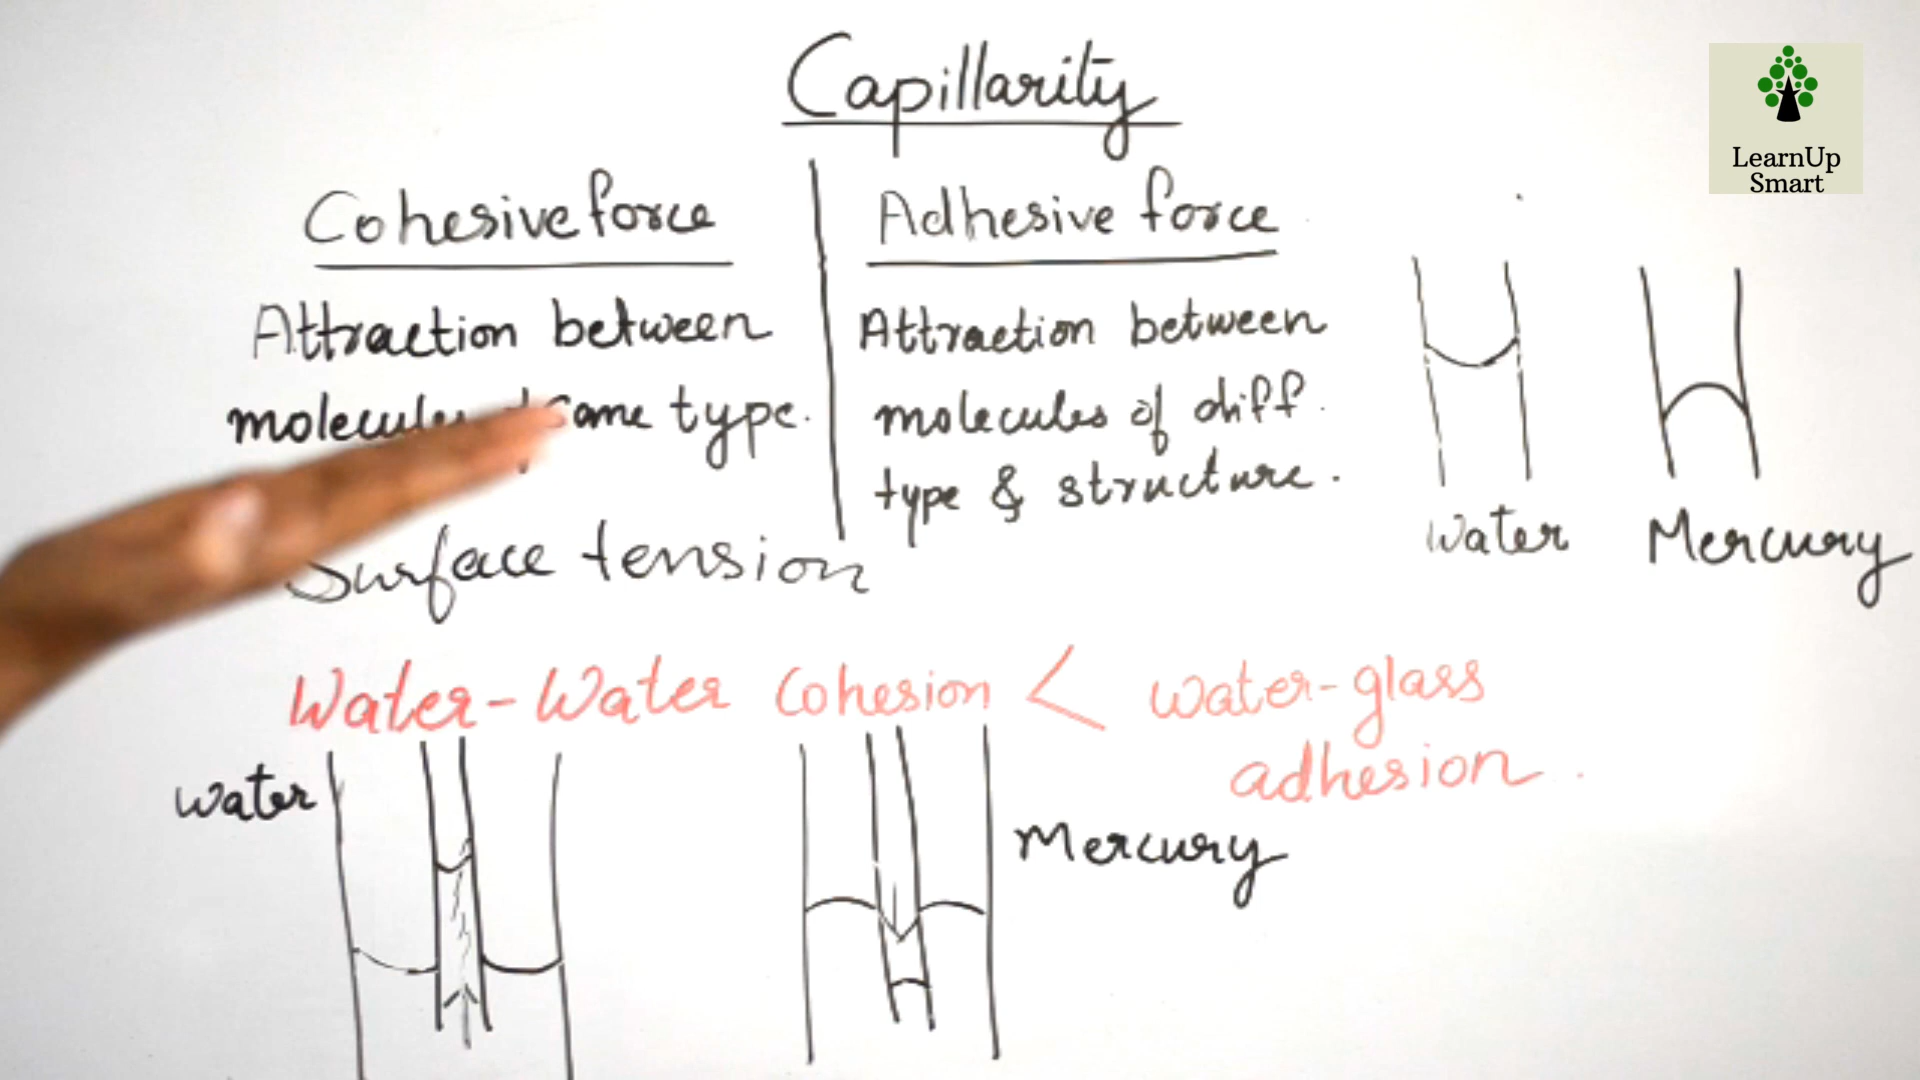 Capillarity
LearnUp
Smart
Cohesive force
Attraction between
same type.
Adhesive force
Attraction between
molecules of diff.
type & structure.
Water
Mercury
Surface tension
Water-Water Cohesion < water-glass
adhesion.
water
Mercury